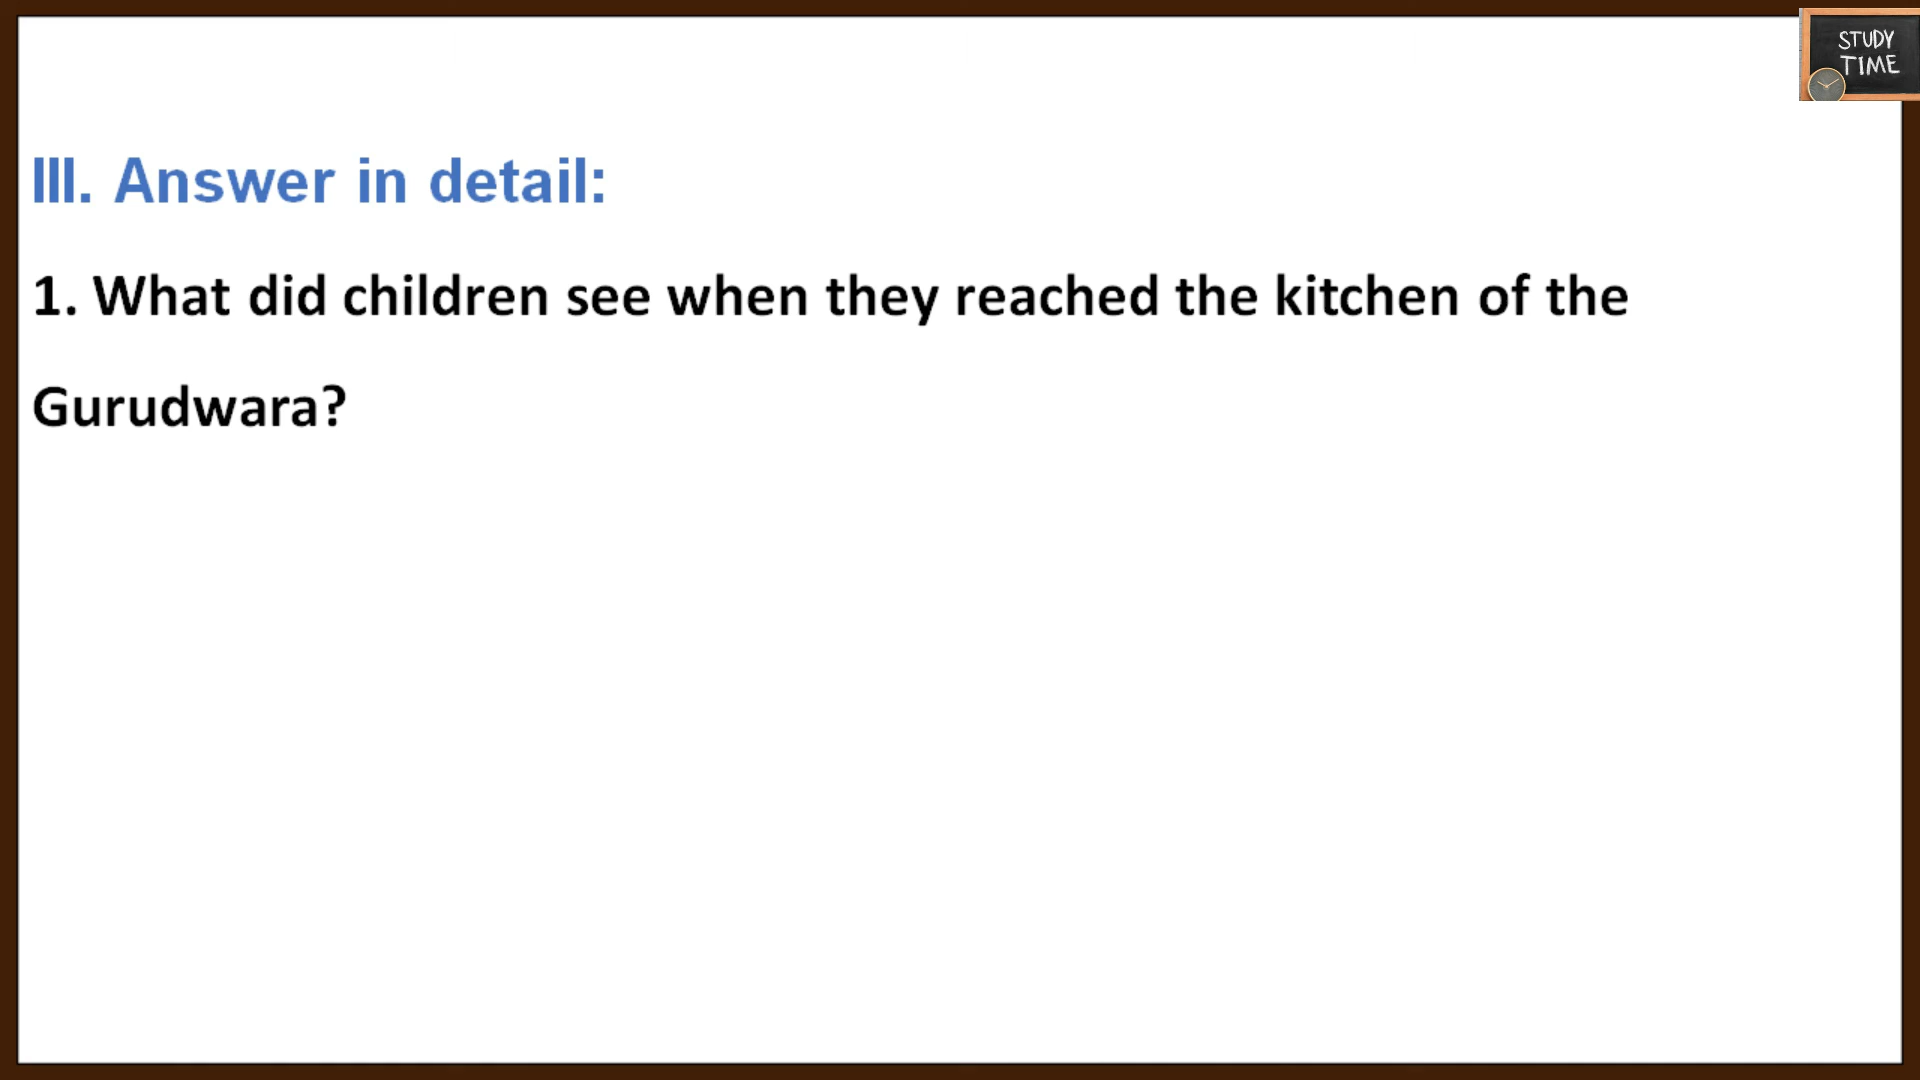 STUDY
TIME
III. Answer in detail:
1. What did children see when they reached the kitchen of the
Gurudwara?